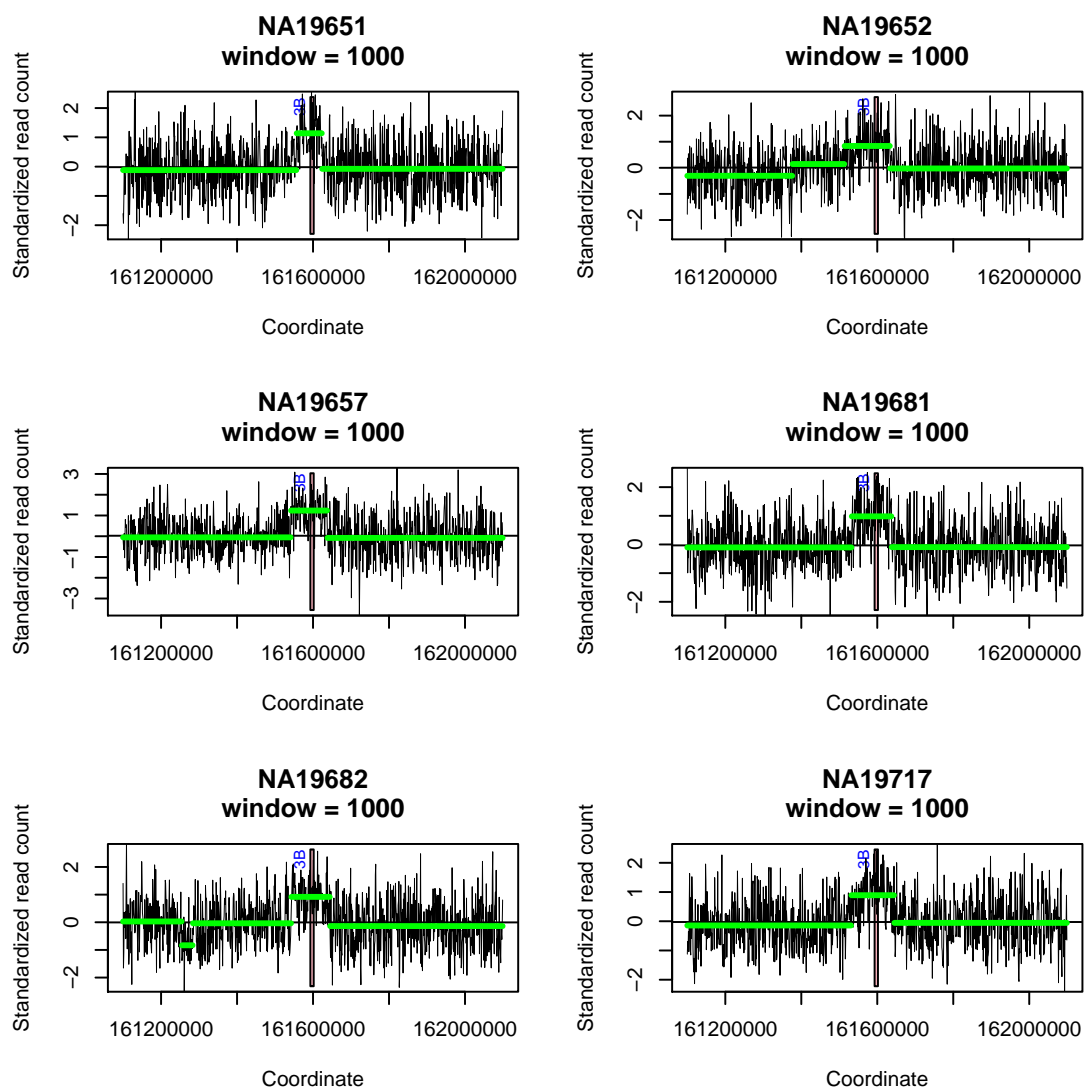 NA19651
window = 1000
Standardized read count
2
1
0
−2
3B
161200000 161600000 162000000
Coordinate
NA19652
window = 1000
Standardized read count
2
0
−2
3B
161200000 161600000 162000000
Coordinate
NA19657
window = 1000
Standardized read count
3
1
−1
−3
3B
161200000 161600000 162000000
Coordinate
NA19681
window = 1000
Standardized read count
2
0
−2
3B
161200000 161600000 162000000
Coordinate
NA19682
window = 1000
Standardized read count
2
0
−2
3B
161200000 161600000 162000000
Coordinate
NA19717
window = 1000
Standardized read count
2
1
0
−2
3B
161200000 161600000 162000000
Coordinate